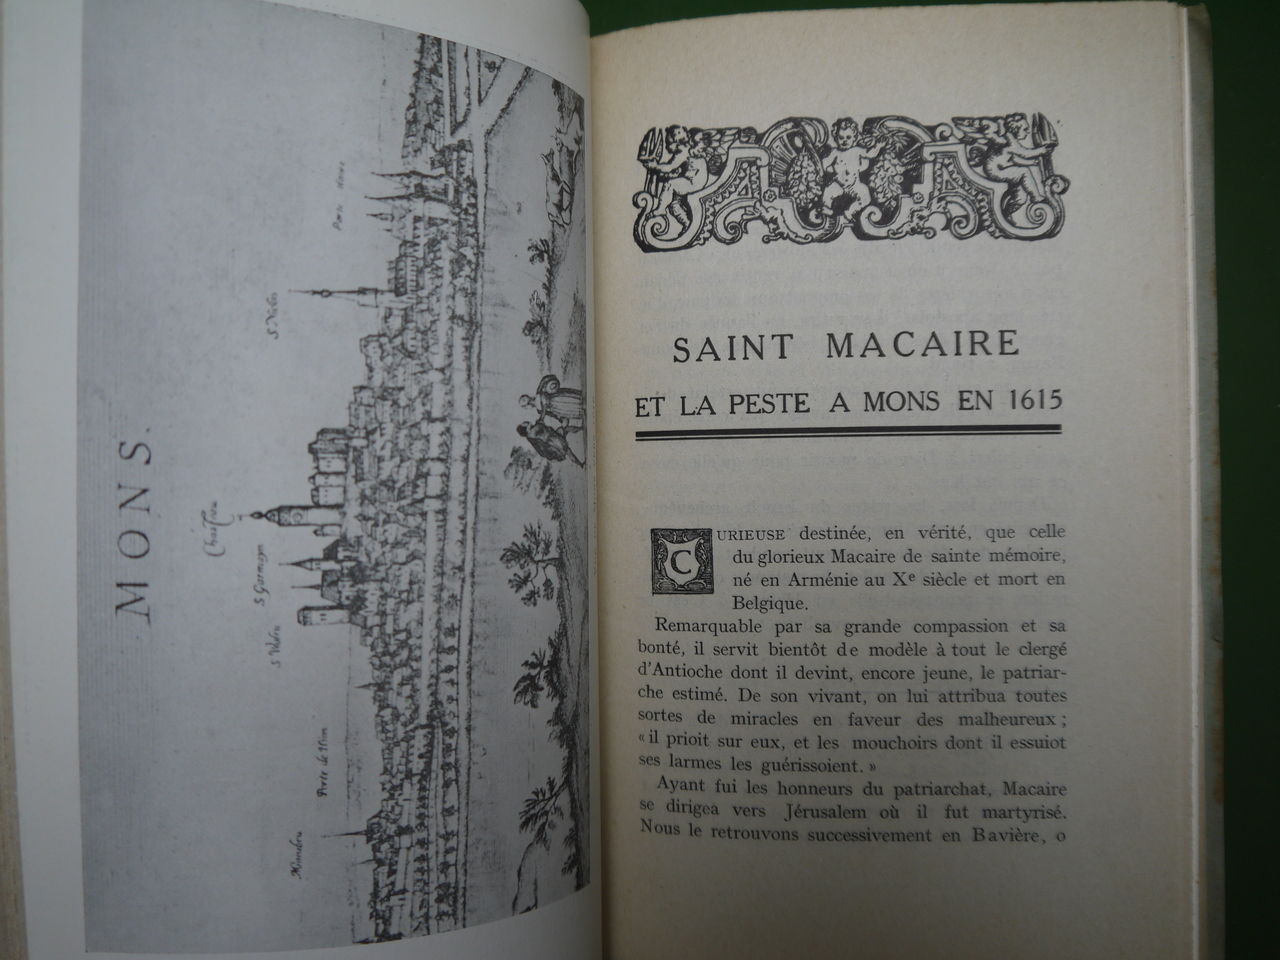 MONS.
Porte
S. Nicolas
Chasteau
S. Germayn
S. Wadru
Porte de
SAINT MACAIRE
ET LA PESTE A MONS EN 1615
CURIEUSE destinée, en vérité, que celle
du glorieux Macaire de sainte mémoire,
né en Arménie au Xe siècle et mort en
Belgique.
Remarquable par sa grande compassion et sa
bonté, il servit bientôt de modèle à tout le clergé
d'Antioche dont il devint, encore jeune, le patriar-
che estimé. De son vivant, on lui attribua toutes
sortes de miracles en faveur des malheureux ;
« il prioit sur eux, et les mouchoirs dont il essuiot
ses larmes les guérissoient. »
Ayant fui les honneurs du patriarchat, Macaire
se dirigea vers Jérusalem où il fut martyrisé.
Nous le retrouvons successivement en Bavière, o